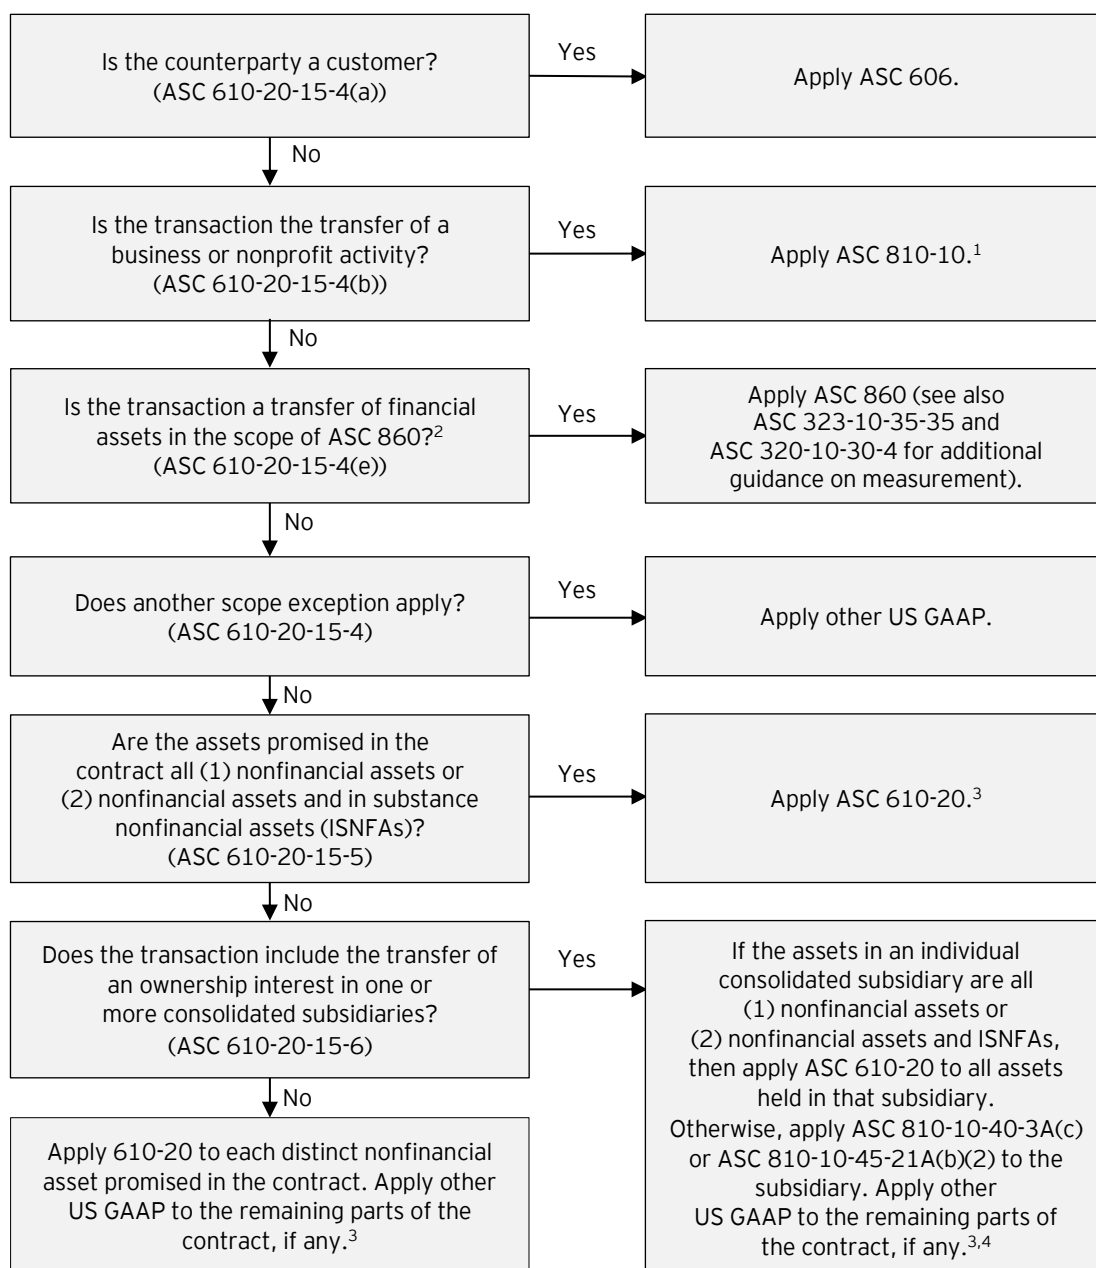 Is the counterparty a customer?
(ASC 610-20-15-4(a))
Yes
Apply ASC 606.
No
Is the transaction the transfer of a
business or nonprofit activity?
(ASC 610-20-15-4(b))
Yes
Apply ASC 810-10.1
No
Is the transaction a transfer of financial
assets in the scope of ASC 860?2
(ASC 610-20-15-4(e))
Yes
Apply ASC 860 (see also
ASC 323-10-35-35 and
ASC 320-10-30-4 for additional
guidance on measurement).
No
Does another scope exception apply?
(ASC 610-20-15-4)
Yes
Apply other US GAAP.
No
Are the assets promised in the
contract all (1) nonfinancial assets or
(2) nonfinancial assets and in substance
nonfinancial assets (ISNFAs)?
(ASC 610-20-15-5)
Yes
Apply ASC 610-20.3
No
Does the transaction include the transfer of
an ownership interest in one or
more consolidated subsidiaries?
(ASC 610-20-15-6)
Yes
If the assets in an individual
consolidated subsidiary are all
(1) nonfinancial assets or
(2) nonfinancial assets and ISNFAs,
then apply ASC 610-20 to all assets
held in that subsidiary.
Otherwise, apply ASC 810-10-40-3A(c)
or ASC 810-10-45-21A(b)(2) to the
subsidiary. Apply other
US GAAP to the remaining parts of
the contract, if any.3,4
No
Apply 610-20 to each distinct nonfinancial
asset promised in the contract. Apply other
US GAAP to the remaining parts of the
contract, if any.3